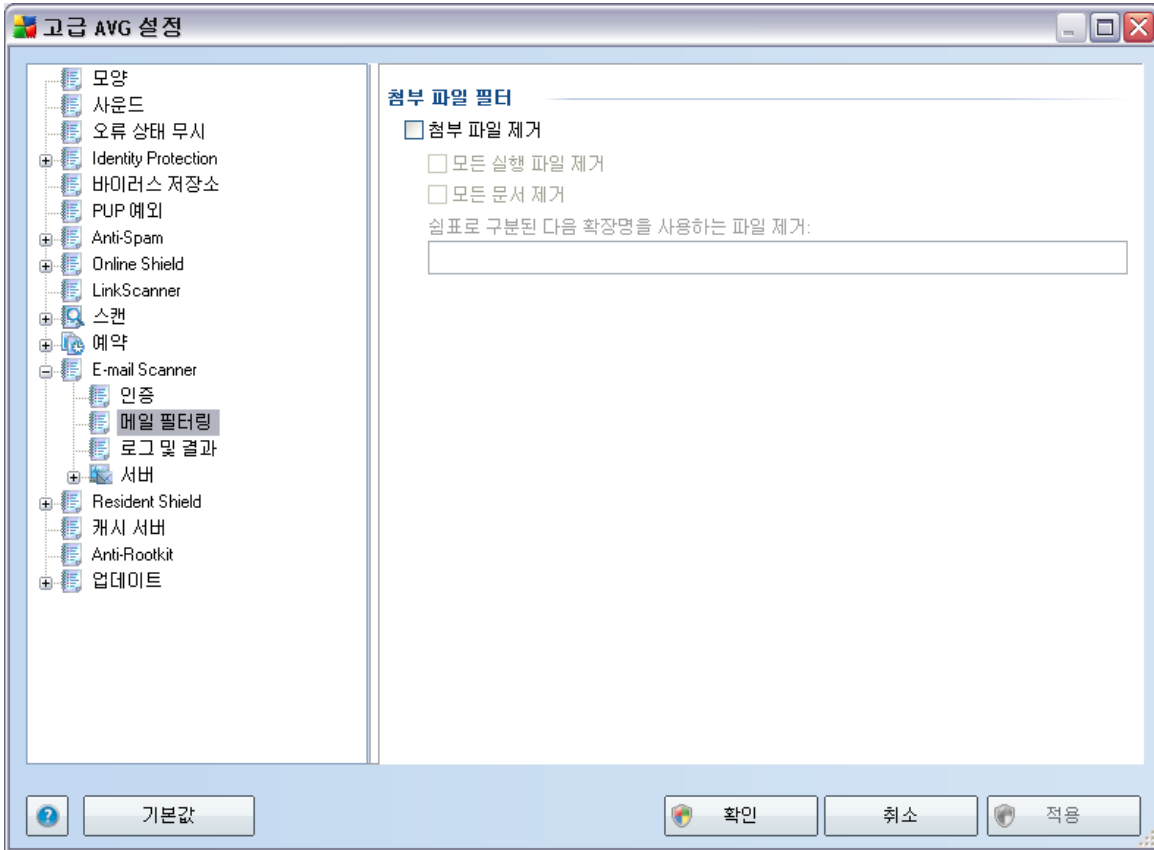 고급 AVG 설정
모양
사운드
오류 상태 무시
Identity Protection
바이러스 저장소
PUP 예외
Anti-Spam
Online Shield
LinkScanner
스캔
예약
E-mail Scanner
인증
메일 필터링
로그 및 결과
서버
Resident Shield
캐시 서버
Anti-Rootkit
업데이트
첨부 파일 필터
첨부 파일 제거
모든 실행 파일 제거
모든 문서 제거
쉼표로 구분된 다음 확장명을 사용하는 파일 제거:
기본값
확인
취소
적용